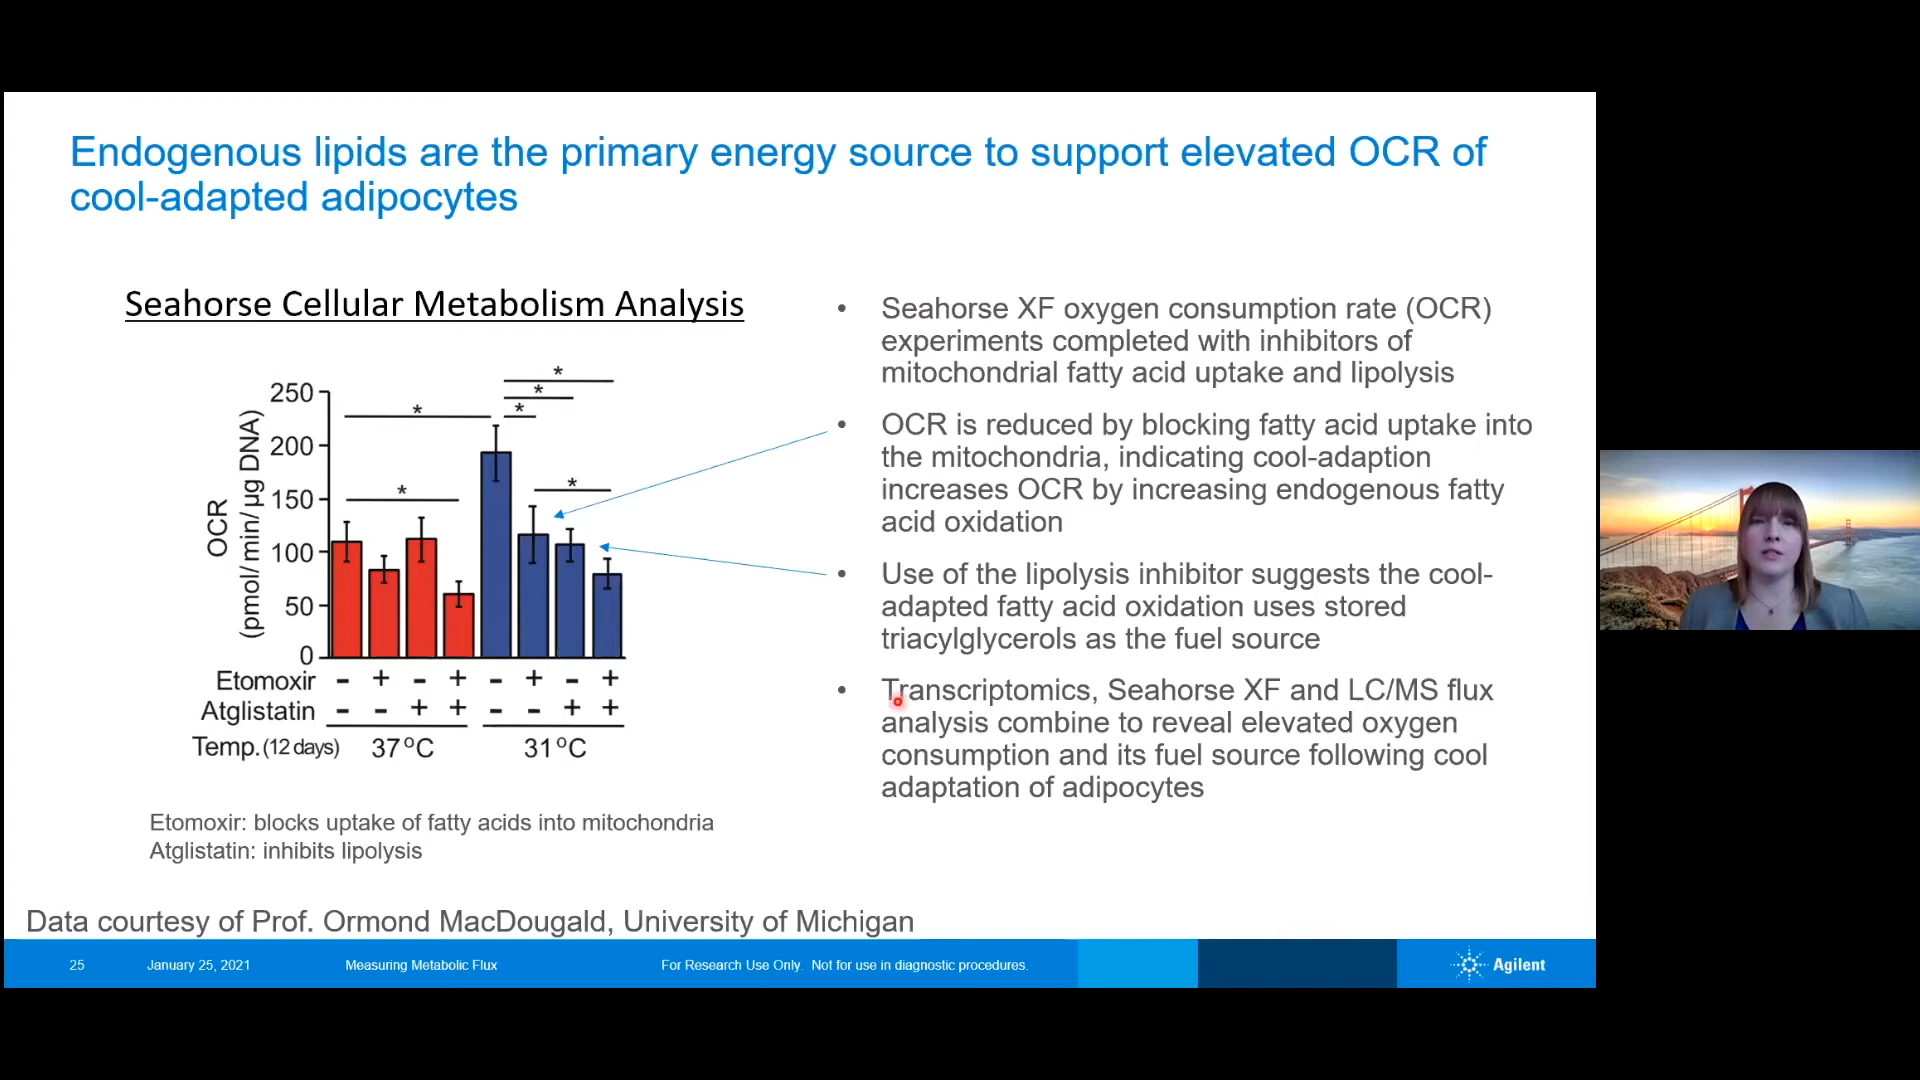 Endogenous lipids are the primary energy source to support elevated OCR of
cool-adapted adipocytes
Seahorse Cellular Metabolism Analysis
250
200
150
100
50
0
OCR
(pmol/min/µg DNA)
*
*
*
*
*
*
Etomoxir - + - + - + - +
Atglistatin - - + + - - + +
Temp. (12 days) 37°C 31°C
Etomoxir: blocks uptake of fatty acids into mitochondria
Atglistatin: inhibits lipolysis
• Seahorse XF oxygen consumption rate (OCR)
experiments completed with inhibitors of
mitochondrial fatty acid uptake and lipolysis
• OCR is reduced by blocking fatty acid uptake into
the mitochondria, indicating cool-adaption
increases OCR by increasing endogenous fatty
acid oxidation
• Use of the lipolysis inhibitor suggests the cool-
adapted fatty acid oxidation uses stored
triacylglycerols as the fuel source
• Transcriptomics, Seahorse XF and LC/MS flux
analysis combine to reveal elevated oxygen
consumption and its fuel source following cool
adaptation of adipocytes
Data courtesy of Prof. Ormond MacDougald, University of Michigan
25 January 25, 2021 Measuring Metabolic Flux For Research Use Only. Not for use in diagnostic procedures. Agilent